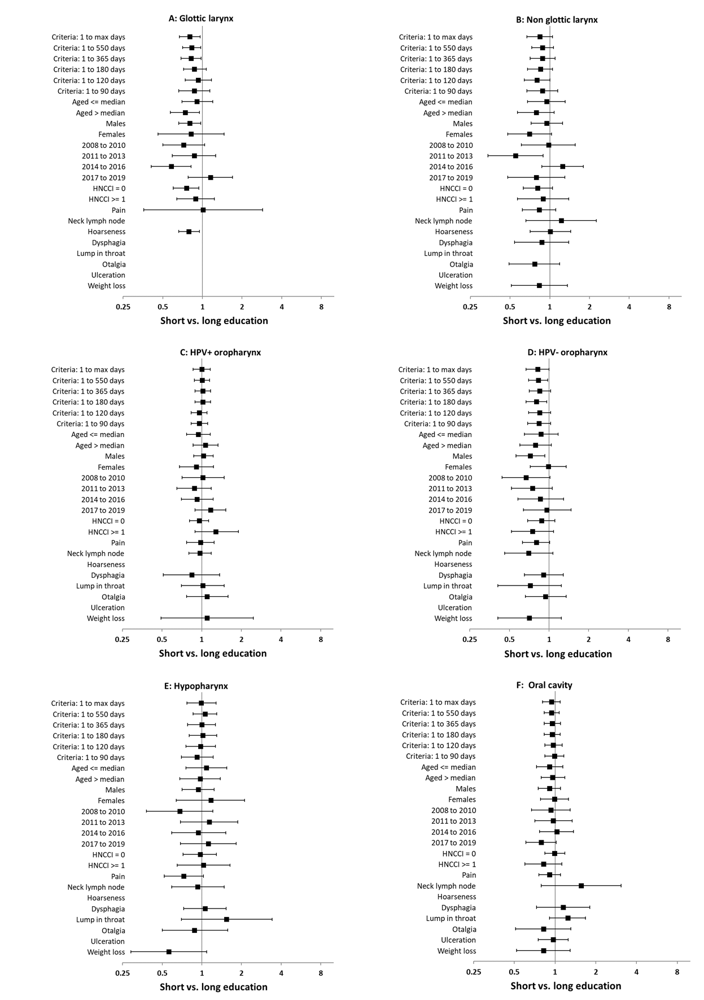 A: Glottic larynx
Criteria: 1 to max days
Criteria: 1 to 550 days
Criteria: 1 to 365 days
Criteria: 1 to 180 days
Criteria: 1 to 120 days
Criteria: 1 to 90 days
Aged <= median
Aged > median
Males
Females
2008 to 2010
2011 to 2013
2014 to 2016
2017 to 2019
HNCCI = 0
HNCCI >= 1
Pain
Neck lymph node
Hoarseness
Dysphagia
Lump in throat
Otalgia
Ulceration
Weight loss
0.25 0.5 1 2 4 8
Short vs. long education
B: Non glottic larynx
Criteria: 1 to max days
Criteria: 1 to 550 days
Criteria: 1 to 365 days
Criteria: 1 to 180 days
Criteria: 1 to 120 days
Criteria: 1 to 90 days
Aged <= median
Aged > median
Males
Females
2008 to 2010
2011 to 2013
2014 to 2016
2017 to 2019
HNCCI = 0
HNCCI >= 1
Pain
Neck lymph node
Hoarseness
Dysphagia
Lump in throat
Otalgia
Ulceration
Weight loss
0.25 0.5 1 2 4 8
Short vs. long education
C: HPV+ oropharynx
Criteria: 1 to max days
Criteria: 1 to 550 days
Criteria: 1 to 365 days
Criteria: 1 to 180 days
Criteria: 1 to 120 days
Criteria: 1 to 90 days
Aged <= median
Aged > median
Males
Females
2008 to 2010
2011 to 2013
2014 to 2016
2017 to 2019
HNCCI = 0
HNCCI >= 1
Pain
Neck lymph node
Hoarseness
Dysphagia
Lump in throat
Otalgia
Ulceration
Weight loss
0.25 0.5 1 2 4 8
Short vs. long education
D: HPV- oropharynx
Criteria: 1 to max days
Criteria: 1 to 550 days
Criteria: 1 to 365 days
Criteria: 1 to 180 days
Criteria: 1 to 120 days
Criteria: 1 to 90 days
Aged <= median
Aged > median
Males
Females
2008 to 2010
2011 to 2013
2014 to 2016
2017 to 2019
HNCCI = 0
HNCCI >= 1
Pain
Neck lymph node
Hoarseness
Dysphagia
Lump in throat
Otalgia
Ulceration
Weight loss
0.25 0.5 1 2 4 8
Short vs. long education
E: Hypopharynx
Criteria: 1 to max days
Criteria: 1 to 550 days
Criteria: 1 to 365 days
Criteria: 1 to 180 days
Criteria: 1 to 120 days
Criteria: 1 to 90 days
Aged <= median
Aged > median
Males
Females
2008 to 2010
2011 to 2013
2014 to 2016
2017 to 2019
HNCCI = 0
HNCCI >= 1
Pain
Neck lymph node
Hoarseness
Dysphagia
Lump in throat
Otalgia
Ulceration
Weight loss
0.25 0.5 1 2 4 8
Short vs. long education
F: Oral cavity
Criteria: 1 to max days
Criteria: 1 to 550 days
Criteria: 1 to 365 days
Criteria: 1 to 180 days
Criteria: 1 to 120 days
Criteria: 1 to 90 days
Aged <= median
Aged > median
Males
Females
2008 to 2010
2011 to 2013
2014 to 2016
2017 to 2019
HNCCI = 0
HNCCI >= 1
Pain
Neck lymph node
Hoarseness
Dysphagia
Lump in throat
Otalgia
Ulceration
Weight loss
0.25 0.5 1 2 4 8
Short vs. long education